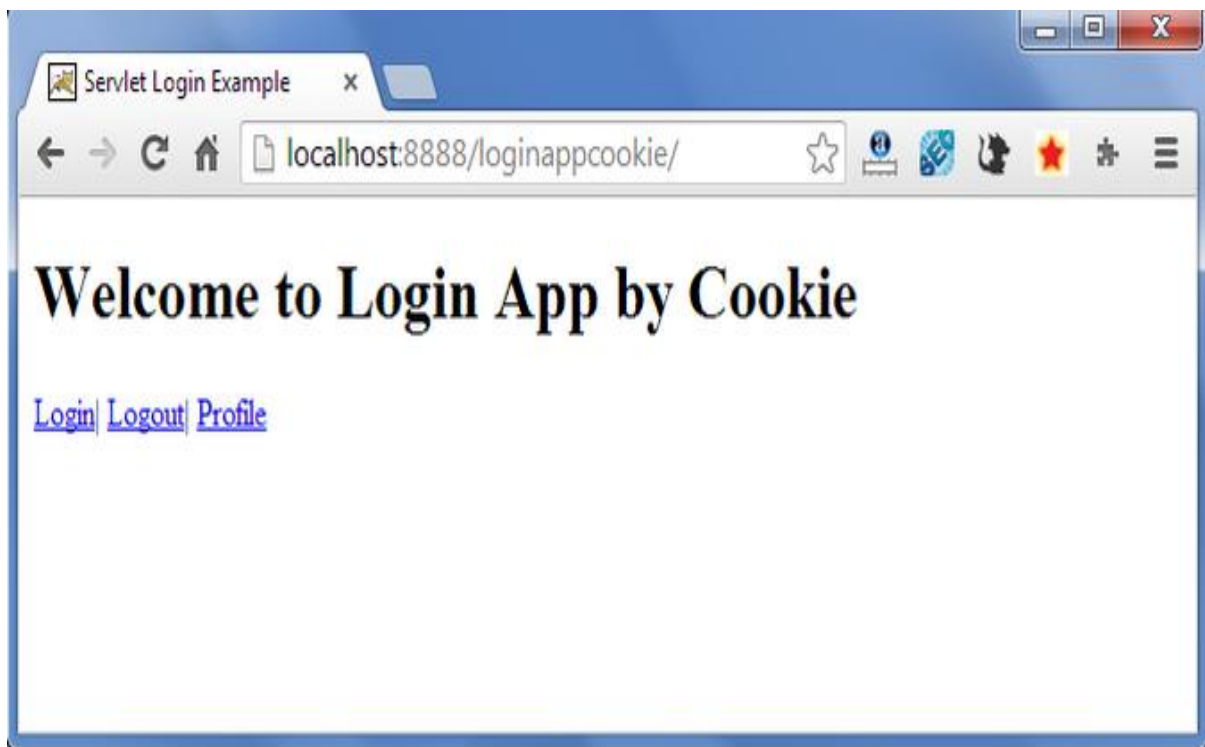 Servlet Login Example
localhost:8888/loginappcookie/
Welcome to Login App by Cookie
Login| Logout| Profile